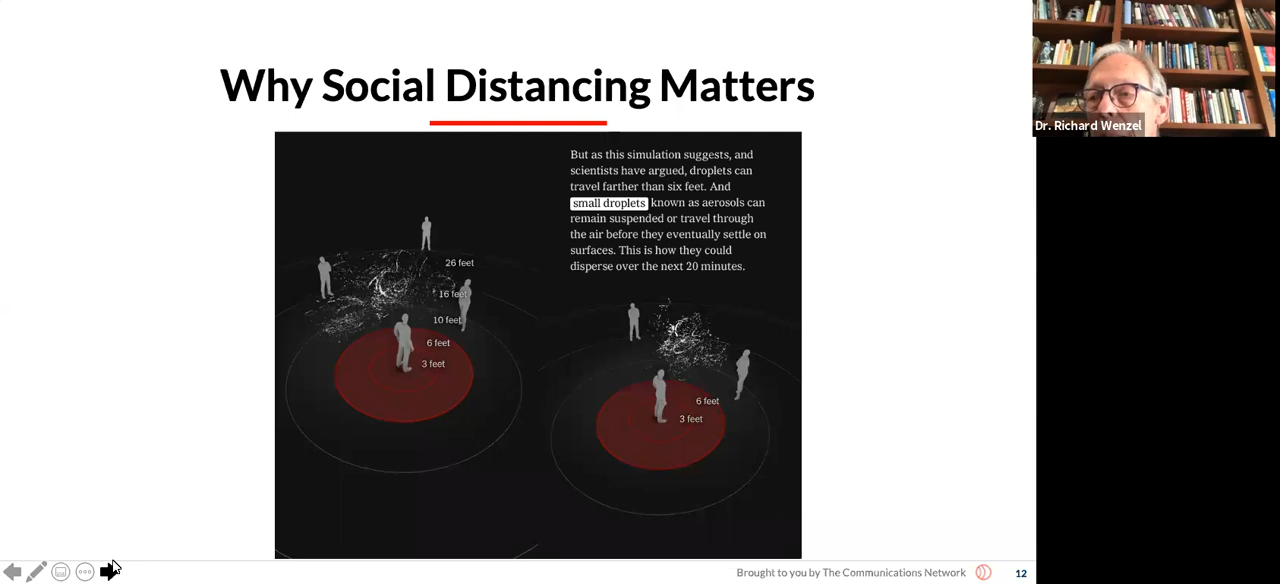 Why Social Distancing Matters
Dr. Richard Wenzel
But as this simulation suggests, and
scientists have argued, droplets can
travel farther than six feet. And
small droplets known as aerosols can
remain suspended or travel through
the air before they eventually settle on
surfaces. This is how they could
disperse over the next 20 minutes.
26 feet
16 feet
10 feet
6 feet
3 feet
6 feet
3 feet
Brought to you by The Communications Network
12